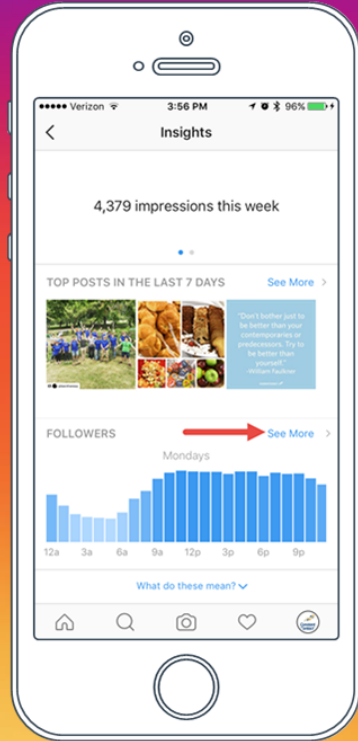 Verizon 3:56 PM 96%
Insights
4,379 impressions this week
TOP POSTS IN THE LAST 7 DAYS See More
"Don't bother just to
be better than your
contemporaries or
predecessors. Try to
be better than
yourself."
-William Faulkner
FOLLOWERS See More
Mondays
12a 3a 6a 9a 12p 3p 6p 9p
What do these mean?